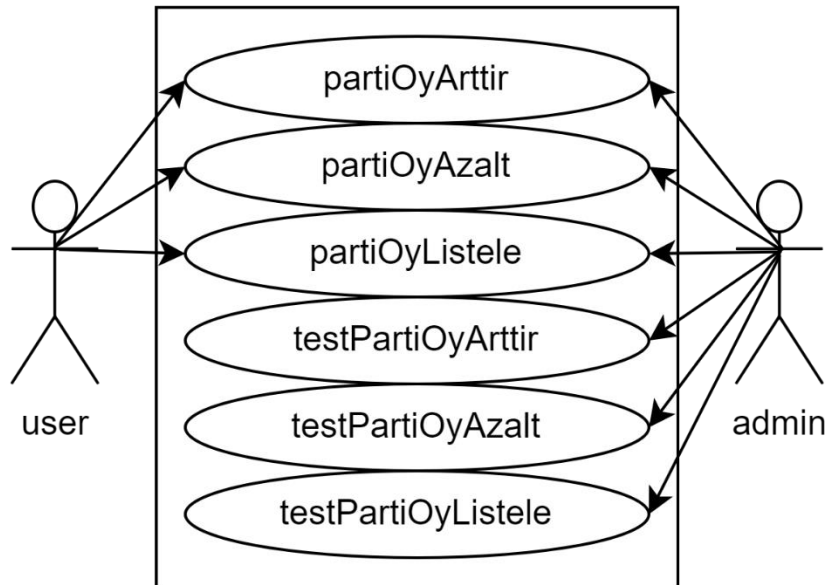 partiOyArttir
partiOyAzalt
partiOyListele
testPartiOyArttir
testPartiOyAzalt
testPartiOyListele
user
admin